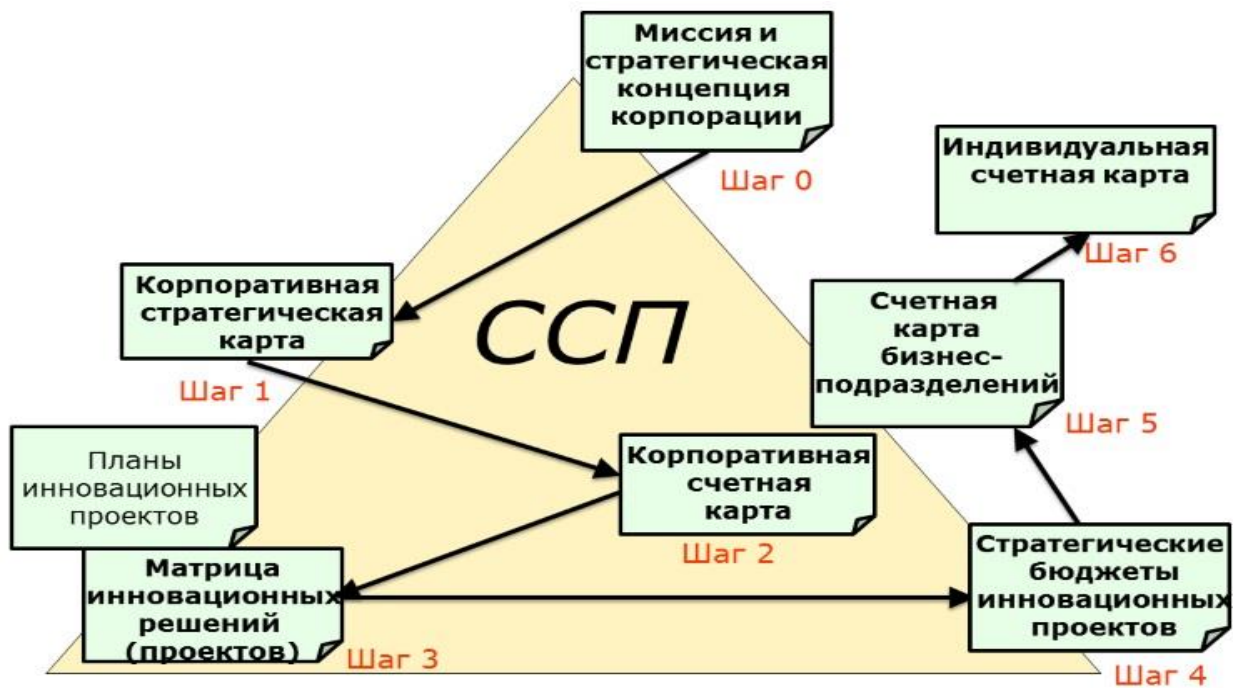 Миссия и
стратегическая
концепция
корпорации
Шаг 0
Индивидуальная
счетная карта
Шаг 6
Корпоративная
стратегическая
карта
Шаг 1
ССП
Счетная
карта
бизнес-
подразделений
Шаг 5
Планы
инновационных
проектов
Корпоративная
счетная
карта
Шаг 2
Матрица
инновационных
решений
(проектов)
Шаг 3
Стратегические
бюджеты
инновационных
проектов
Шаг 4